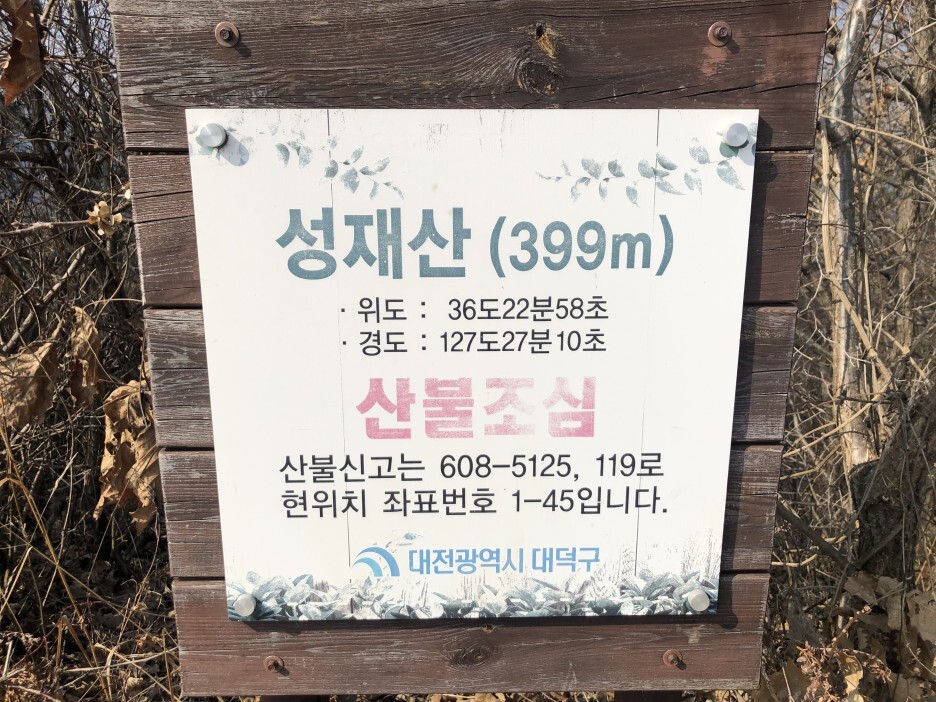 성재산 (399m)
· 위도 : 36도22분58초
· 경도 : 127도27분10초
산불조심
산불신고는 608-5125, 119로
현위치 좌표번호 1-45입니다.
대전광역시 대덕구